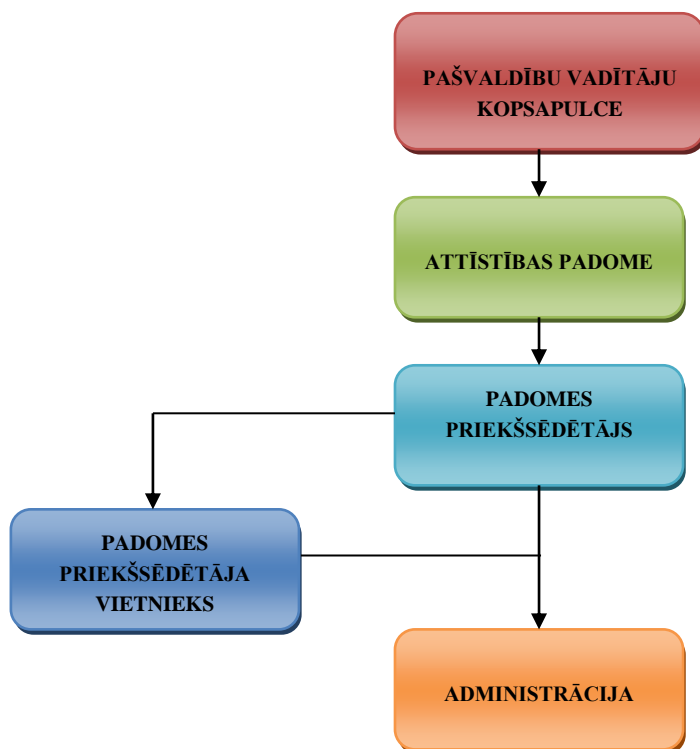 PAŠVALDĪBU VADĪTĀJU
KOPSAPULCE
ATTĪSTĪBAS PADOME
PADOMES
PRIEKŠSĒDĒTĀJS
PADOMES
PRIEKŠSĒDĒTĀJA
VIETNIEKS
ADMINISTRĀCIJA